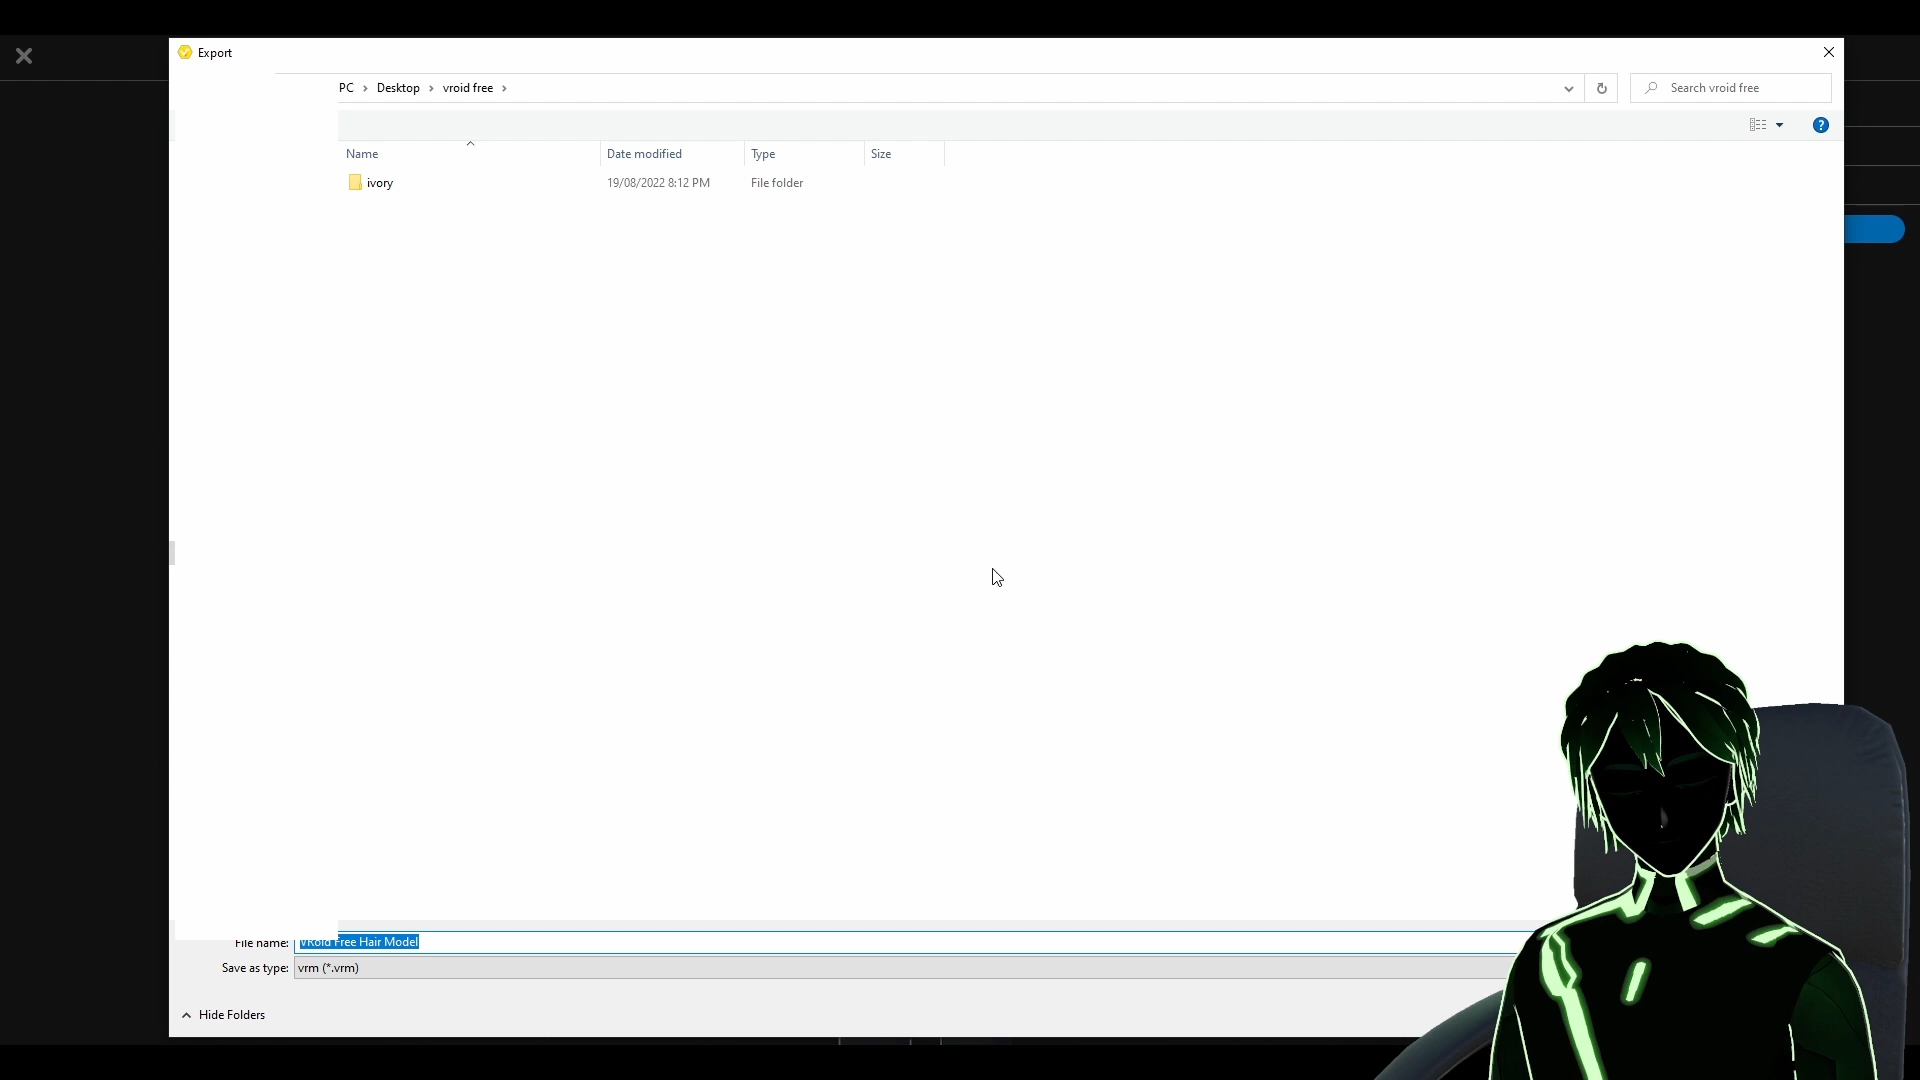 Export
PC > Desktop > vroid free >
Search vroid free
Name Date modified Type Size
ivory 19/08/2022 8:12 PM File folder
File name: VRoid Free Hair Model
Save as type: vrm (*.vrm)
Hide Folders